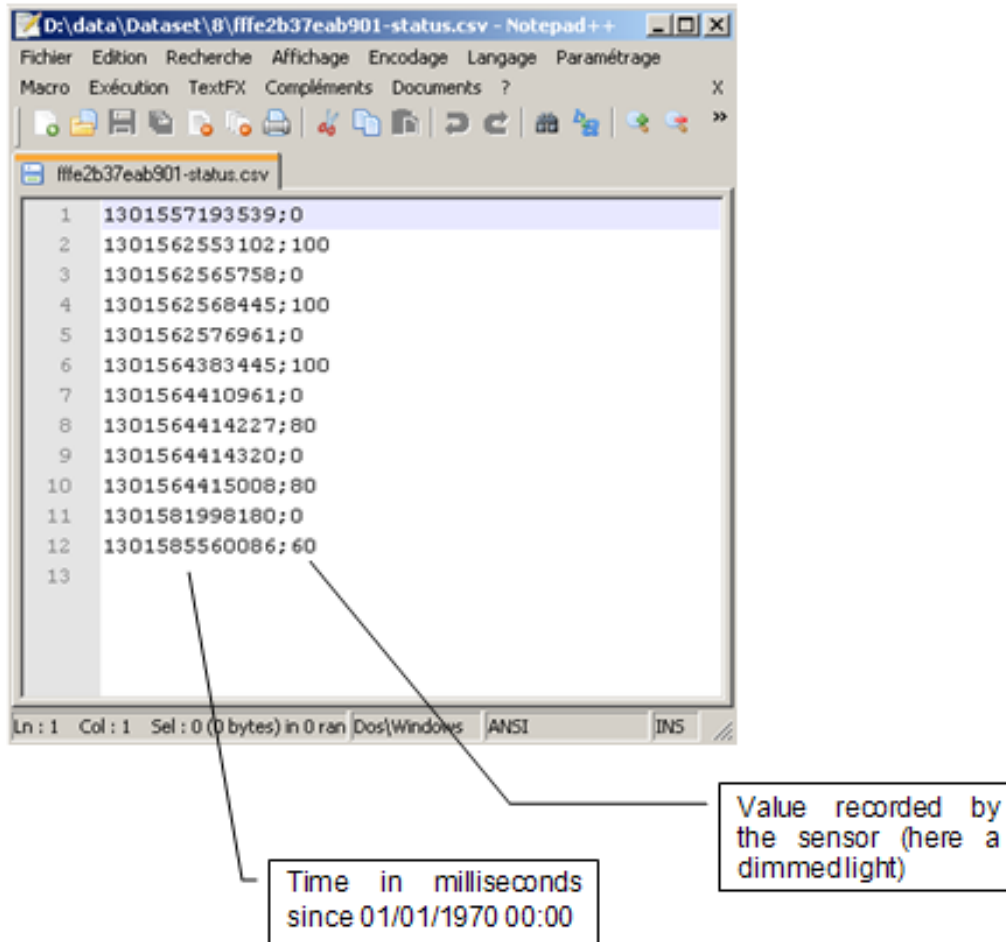 D:\data\Dataset\8\fffe2b37eab901-status.csv - Notepad++
Fichier Edition Recherche Affichage Encodage Langage Paramétrage
Macro Exécution TextFX Compléments Documents ? X
fffe2b37eab901-status.csv
1 1301557193539;0
2 1301562553102;100
3 1301562565758;0
4 1301562568445;100
5 1301562576961;0
6 1301564383445;100
7 1301564410961;0
8 1301564414227;80
9 1301564414320;0
10 1301564415008;80
11 1301581998180;0
12 1301585560086;60
13
Ln : 1 Col : 1 Sel : 0 (0 bytes) in 0 ran Dos\Windows ANSI INS
Value recorded by
the sensor (here a
dimmed light)
Time in milliseconds
since 01/01/1970 00:00